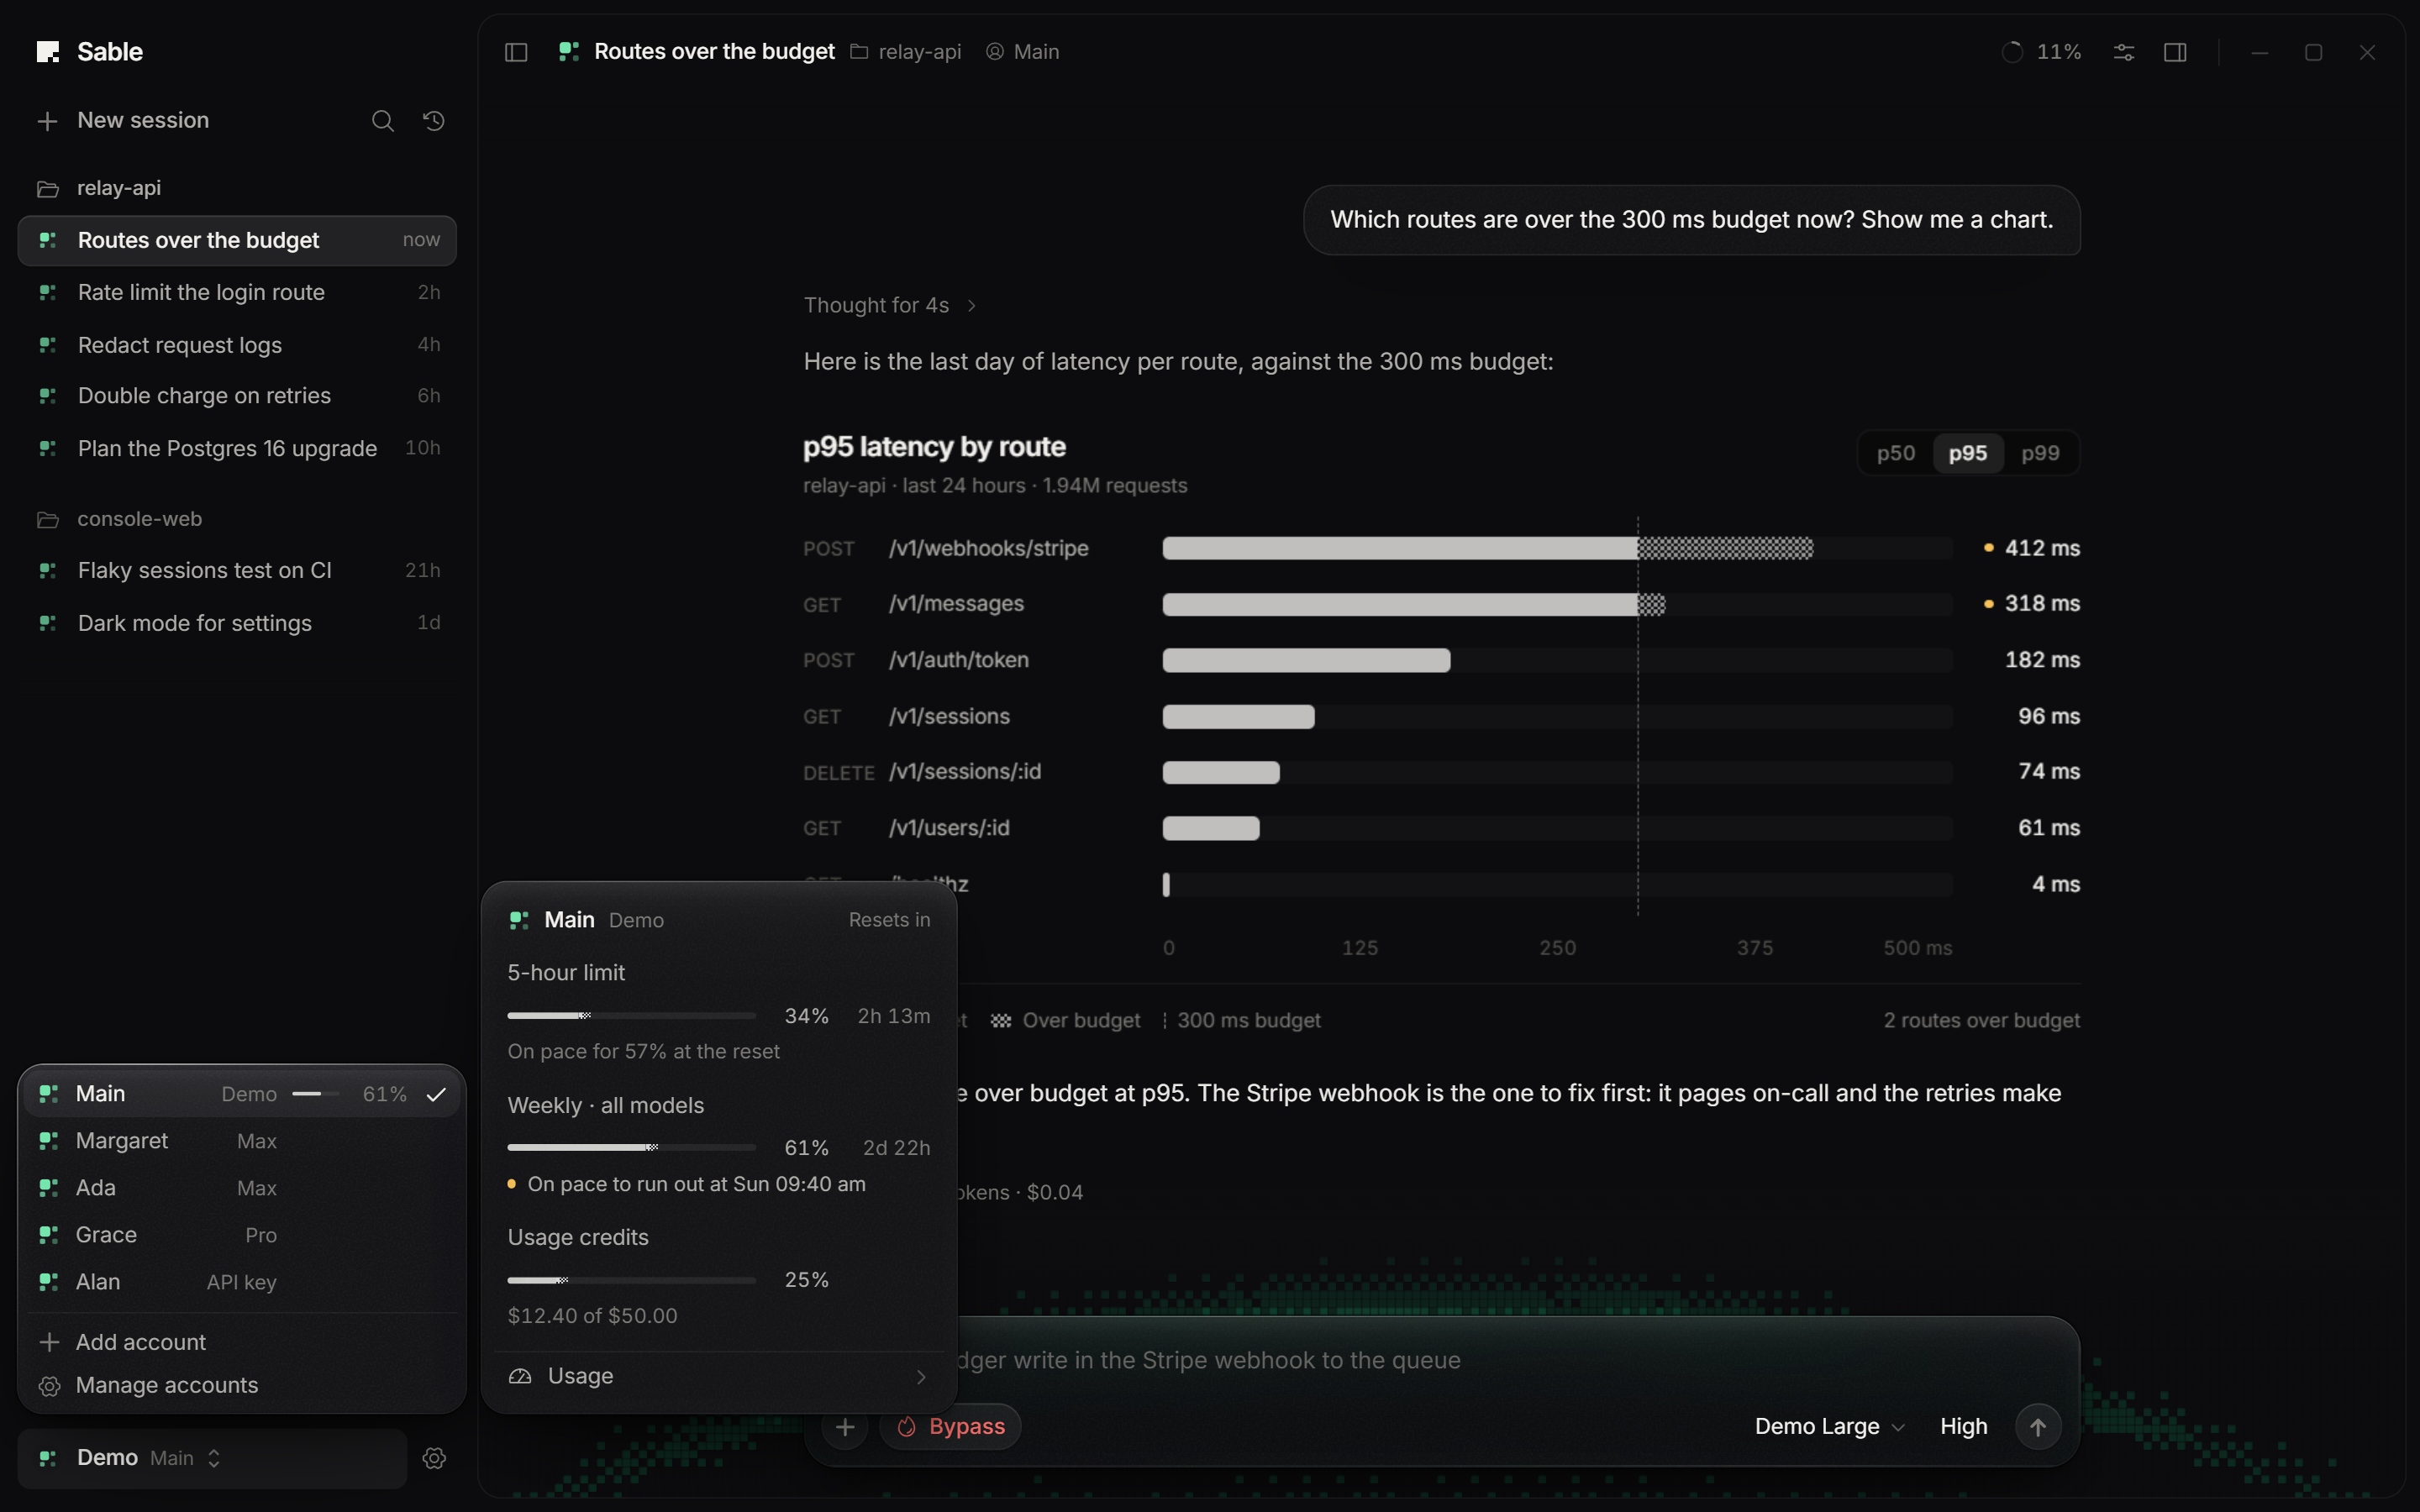 Sable
New session
relay-api
Routes over the budget now
Rate limit the login route 2h
Redact request logs 4h
Double charge on retries 6h
Plan the Postgres 16 upgrade 10h
console-web
Flaky sessions test on CI 21h
Dark mode for settings 1d
Main Demo 61%
Margaret Max
Ada Max
Grace Pro
Alan API key
Add account
Manage accounts
Demo Main
Routes over the budget relay-api Main 11%
Which routes are over the 300 ms budget now? Show me a chart.
Thought for 4s
Here is the last day of latency per route, against the 300 ms budget:
p95 latency by route
p50 p95 p99
relay-api · last 24 hours · 1.94M requests
POST /v1/webhooks/stripe 412 ms
GET /v1/messages 318 ms
POST /v1/auth/token 182 ms
GET /v1/sessions 96 ms
DELETE /v1/sessions/:id 74 ms
GET /v1/users/:id 61 ms
4 ms
0 125 250 375 500 ms
Over budget 300 ms budget 2 routes over budget
over budget at p95. The Stripe webhook is the one to fix first: it pages on-call and the retries make
· $0.04
Main Demo Resets in
5-hour limit
34% 2h 13m
On pace for 57% at the reset
Weekly · all models
61% 2d 22h
On pace to run out at Sun 09:40 am
Usage credits
25%
$12.40 of $50.00
Usage
write in the Stripe webhook to the queue
Bypass Demo Large High